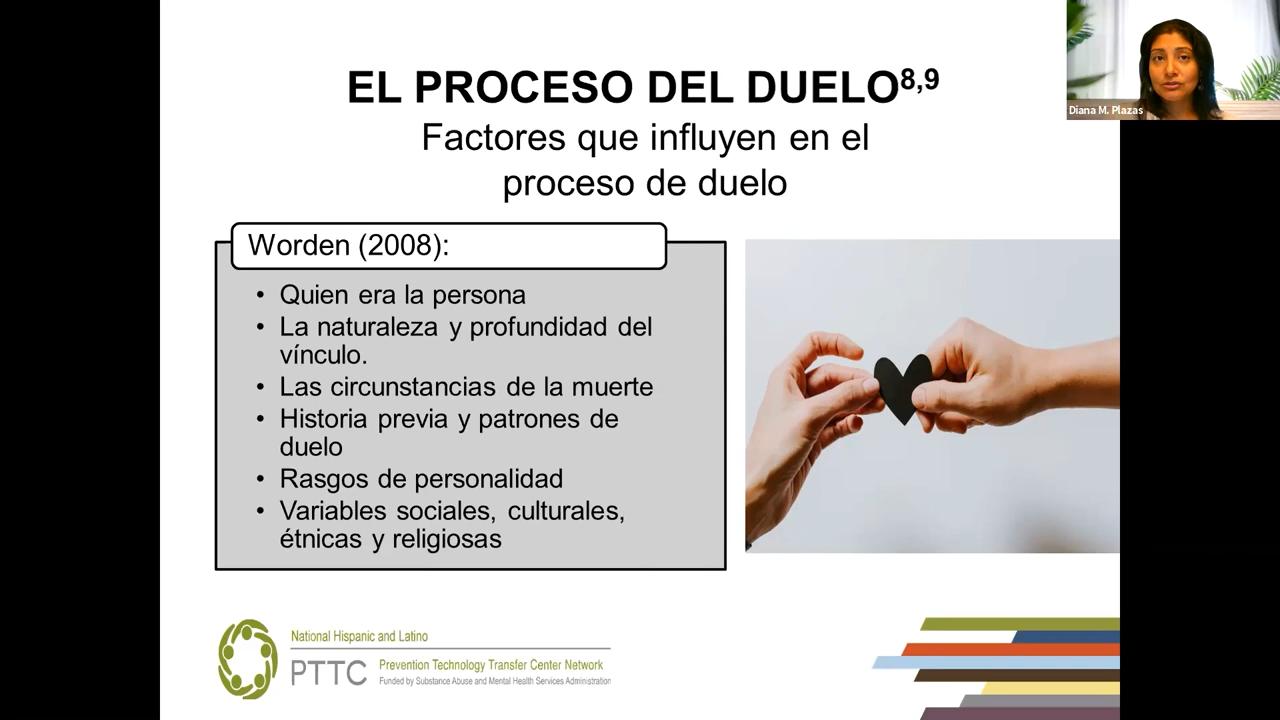 EL PROCESO DEL DUELO8,9
Factores que influyen en el
proceso de duelo
Diana M. Plazas
Worden (2008):
• Quien era la persona
• La naturaleza y profundidad del
vínculo.
• Las circunstancias de la muerte
• Historia previa y patrones de
duelo
• Rasgos de personalidad
• Variables sociales, culturales,
étnicas y religiosas
National Hispanic and Latino
PTTC
Prevention Technology Transfer Center Network
Funded by Substance Abuse and Mental Health Services Administration